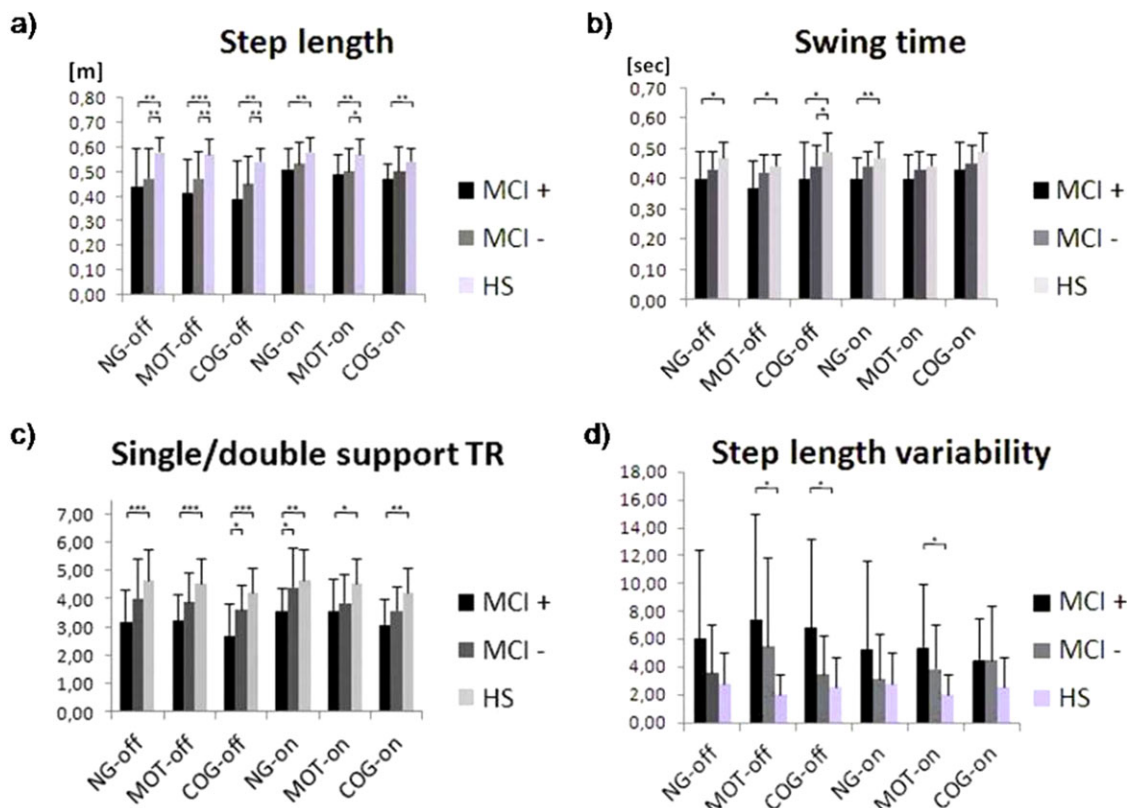 a)
Step length
[m]
** *** ** ** ** **
** ** ** *
0,80
0,70
0,60
0,50
0,40
0,30
0,20
0,10
0,00
NG-off
MOT-off
COG-off
NG-on
MOT-on
COG-on
MCI +
MCI -
HS
b)
Swing time
[sec]
* * * **
*
0,70
0,60
0,50
0,40
0,30
0,20
0,10
0,00
NG-off
MOT-off
COG-off
NG-on
MOT-on
COG-on
MCI +
MCI -
HS
c)
Single/double support TR
*** *** *** ** * **
* *
7,00
6,00
5,00
4,00
3,00
2,00
1,00
0,00
NG-off
MOT-off
COG-off
NG-on
MOT-on
COG-on
MCI +
MCI -
HS
d)
Step length variability
* *
*
18,00
16,00
14,00
12,00
10,00
8,00
6,00
4,00
2,00
0,00
NG-off
MOT-off
COG-off
NG-on
MOT-on
COG-on
MCI +
MCI -
HS